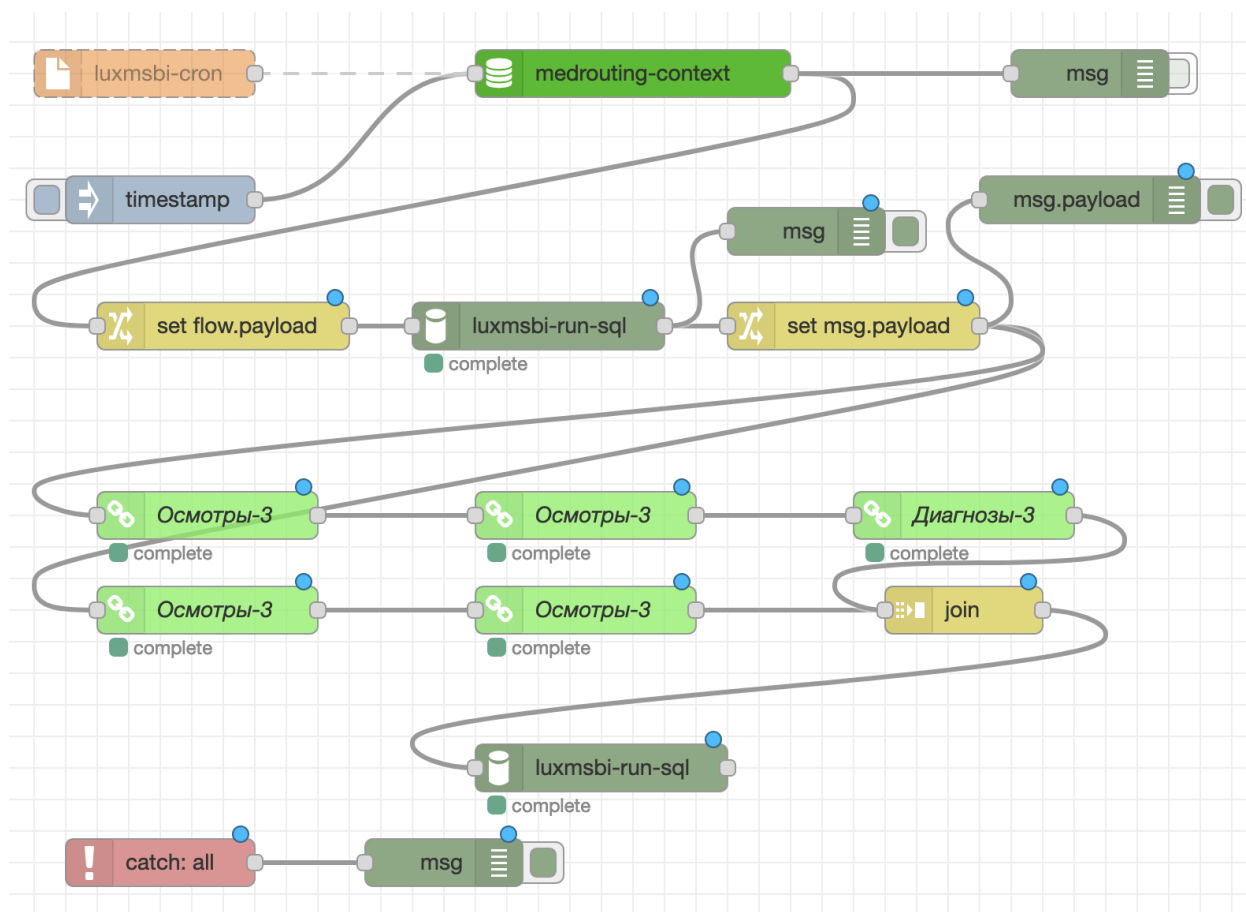 luxmsbi-cron
medrouting-context
msg
timestamp
msg.payload
msg
set flow.payload
luxmsbi-run-sql
set msg.payload
complete
Осмотры-3
Осмотры-3
Диагнозы-3
complete
complete
complete
Осмотры-3
Осмотры-3
join
complete
complete
luxmsbi-run-sql
complete
catch: all
msg